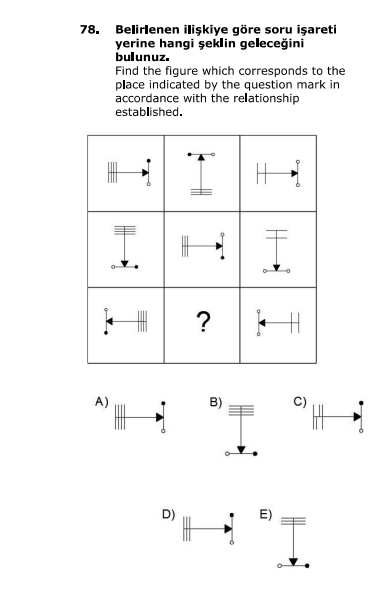 78. Belirlenen ilişkiye göre soru işareti
yerine hangi şeklin geleceğini
bulunuz.
Find the figure which corresponds to the
place indicated by the question mark in
accordance with the relationship
established.
?
A) B) C)
D) E)